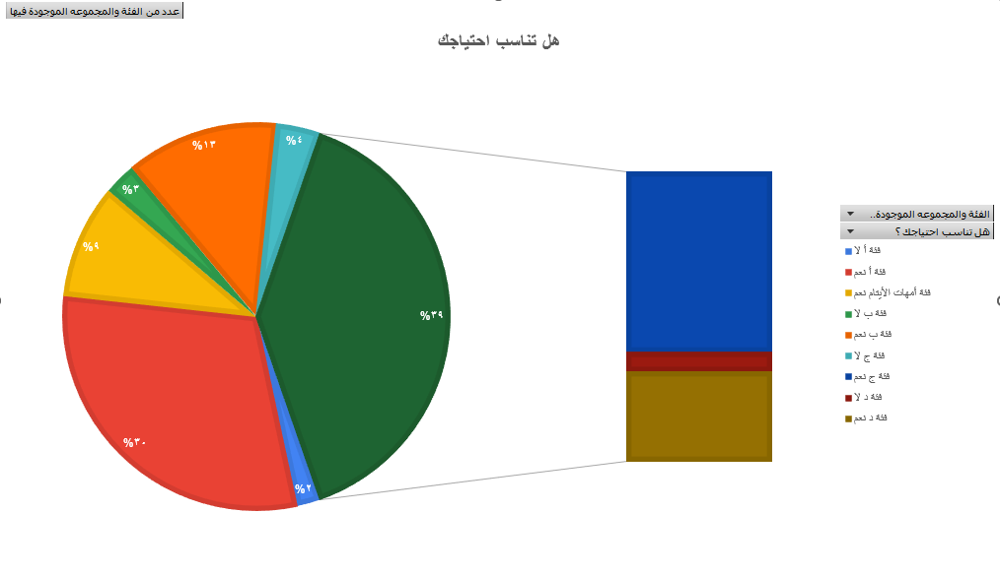 عدد من الفئة والمجموعه الموجودة فيها
هل تناسب احتياجك
%٤
%١٣
%٣
%٩
%٣٠
%٢
%٣٩
الفئة والمجموعه الموجودة..
هل تناسب احتياجك ؟
فئة أ لا
فئة أ نعم
فئة أمهات الأيتام نعم
فئة ب لا
فئة ب نعم
فئة ج لا
فئة ج نعم
فئة د لا
فئة د نعم